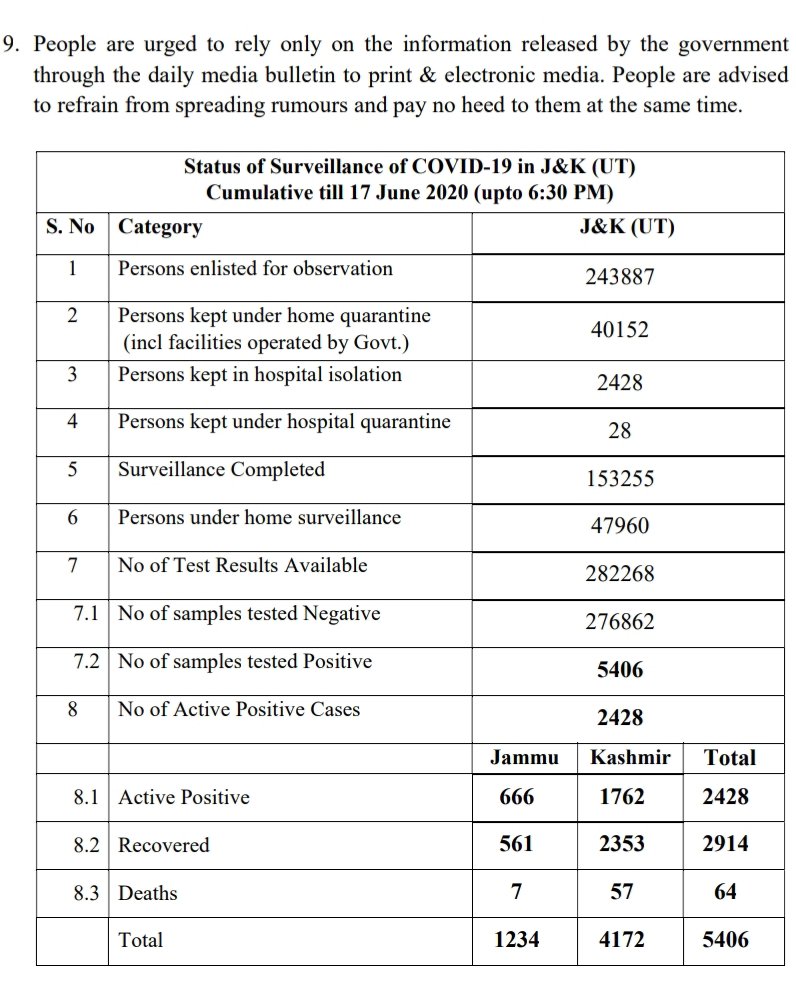 9. People are urged to rely only on the information released by the government
through the daily media bulletin to print & electronic media. People are advised
to refrain from spreading rumours and pay no heed to them at the same time.
Status of Surveillance of COVID-19 in J&K (UT)
Cumulative till 17 June 2020 (upto 6:30 PM)
S. No Category J&K (UT)
1 Persons enlisted for observation 243887
2 Persons kept under home quarantine
(incl facilities operated by Govt.) 40152
3 Persons kept in hospital isolation 2428
4 Persons kept under hospital quarantine 28
5 Surveillance Completed 153255
6 Persons under home surveillance 47960
7 No of Test Results Available 282268
7.1 No of samples tested Negative 276862
7.2 No of samples tested Positive 5406
8 No of Active Positive Cases 2428
Jammu Kashmir Total
8.1 Active Positive 666 1762 2428
8.2 Recovered 561 2353 2914
8.3 Deaths 7 57 64
Total 1234 4172 5406